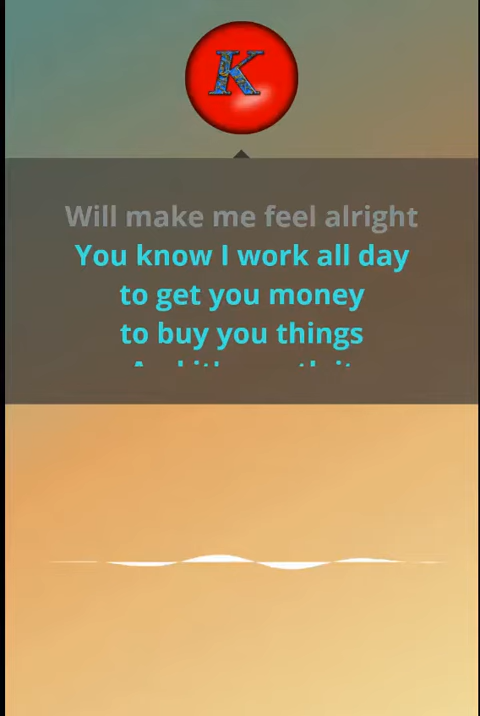 K
Will make me feel alright
You know I work all day
to get you money
to buy you things